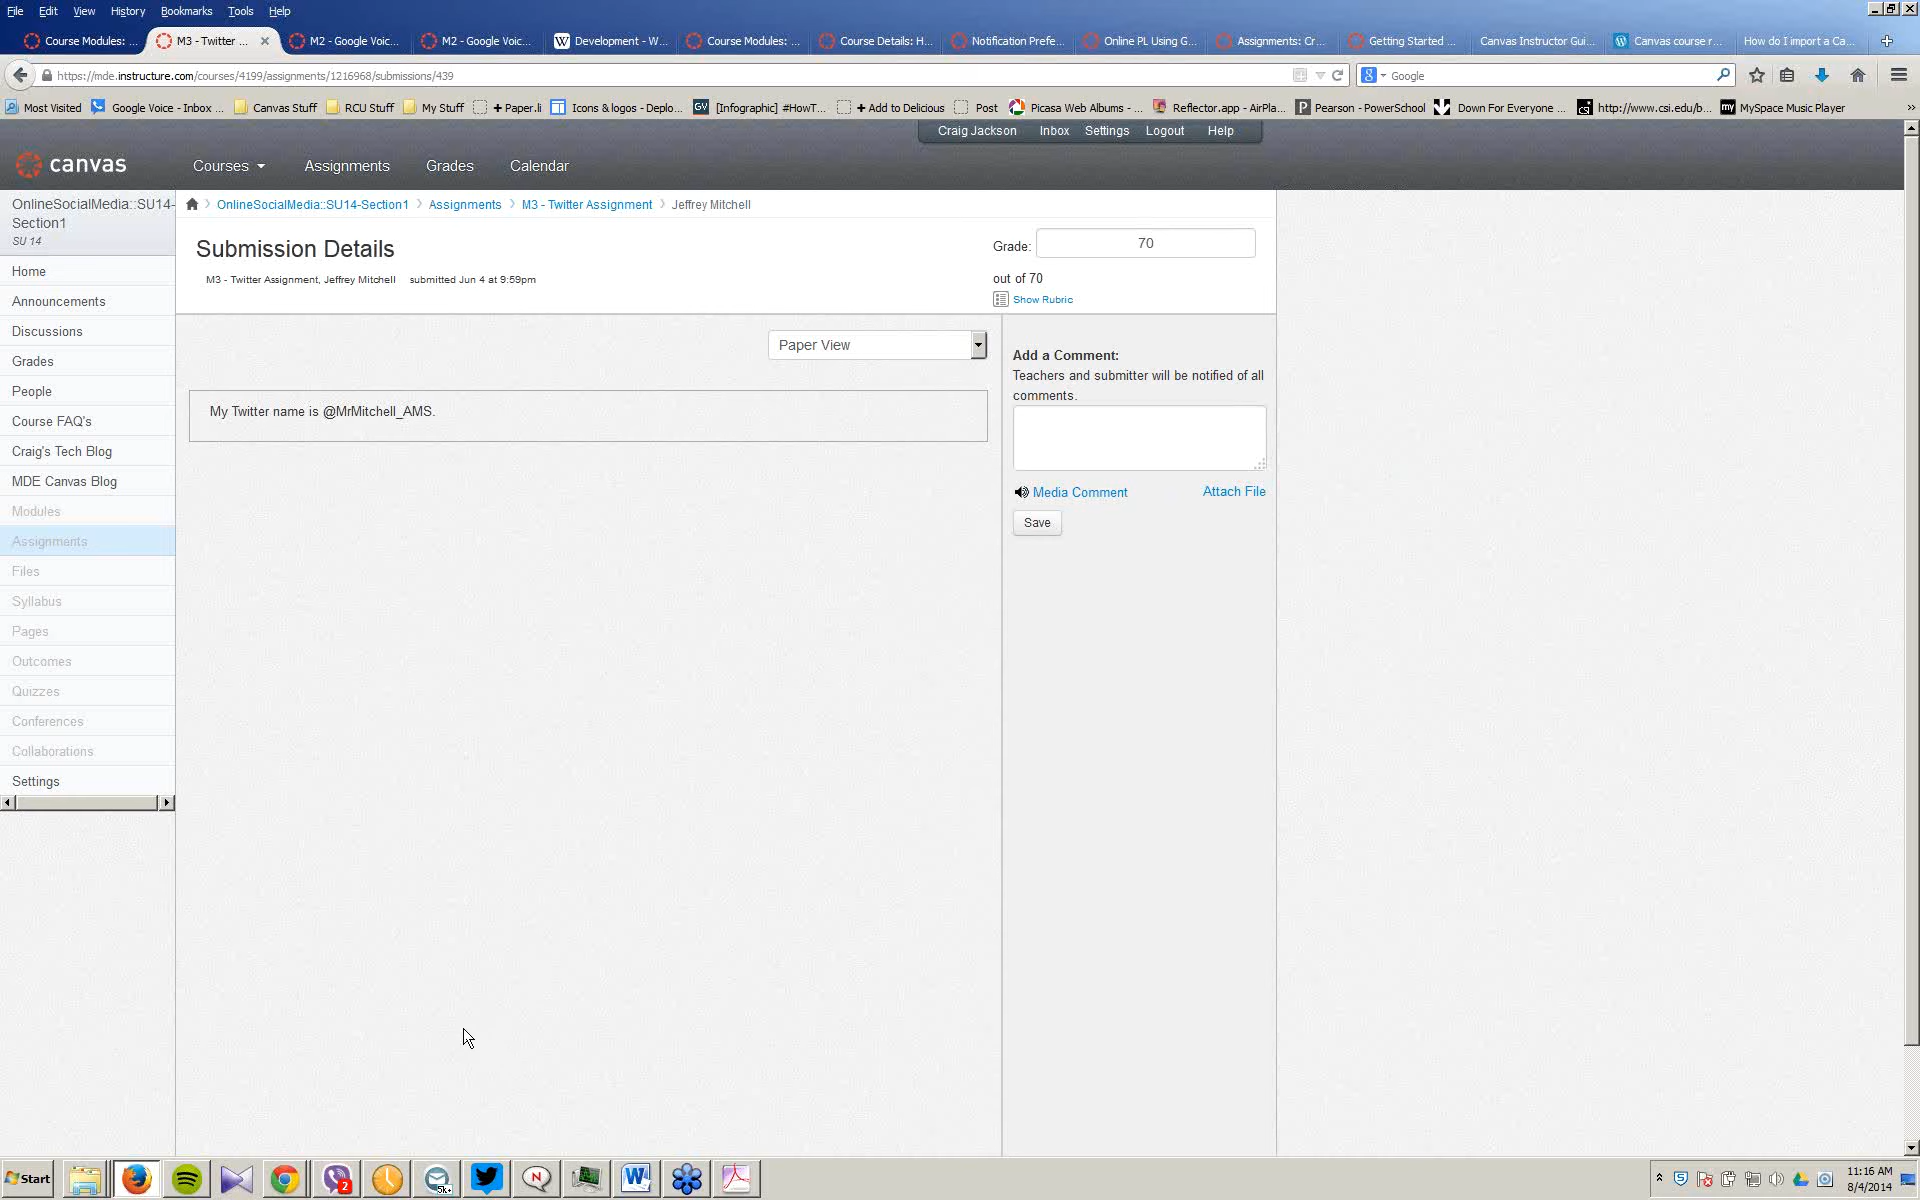 File Edit View History Bookmarks Tools Help
Course Modules: ... M3 - Twitter ... M2 - Google Voic... M2 - Google Voic... Development - W... Course Modules: ... Course Details: H... Notification Prefe... Online PL Using G... Assignments: Cr... Getting Started ... Canvas Instructor Gui... Canvas course r... How do I import a Ca...
https://mde.instructure.com/courses/4199/assignments/1216968/submissions/439 Google
Most Visited Google Voice - Inbox ... Canvas Stuff RCU Stuff My Stuff + Paper.li Icons & logos - Deplo... [Infographic] #HowT... + Add to Delicious Post Picasa Web Albums - ... Reflector.app - AirPla... Pearson - PowerSchool Down For Everyone ... http://www.csi.edu/b... MySpace Music Player
Craig Jackson Inbox Settings Logout Help
canvas Courses Assignments Grades Calendar
OnlineSocialMedia::SU14-
Section1
SU 14
OnlineSocialMedia::SU14-Section1 Assignments M3 - Twitter Assignment Jeffrey Mitchell
Submission Details
M3 - Twitter Assignment, Jeffrey Mitchell submitted Jun 4 at 9:59pm
Grade: 70
out of 70
Show Rubric
Home
Announcements
Discussions
Grades
People
Course FAQ's
Craig's Tech Blog
MDE Canvas Blog
Modules
Assignments
Files
Syllabus
Pages
Outcomes
Quizzes
Conferences
Collaborations
Settings
Paper View
My Twitter name is @MrMitchell_AMS.
Add a Comment:
Teachers and submitter will be notified of all
comments.
Media Comment Attach File
Save
Start 2 5k+ N W
11:16 AM
8/4/2014